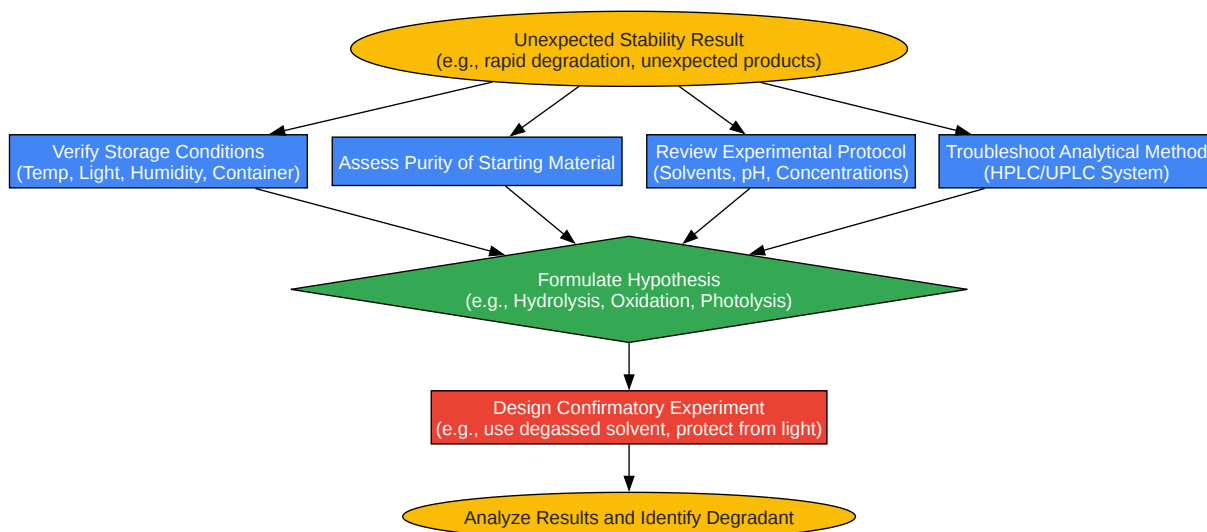 Unexpected Stability Result
(e.g., rapid degradation, unexpected products)
Verify Storage Conditions
(Temp, Light, Humidity, Container)
Assess Purity of Starting Material
Review Experimental Protocol
(Solvents, pH, Concentrations)
Troubleshoot Analytical Method
(HPLC/UPLC System)
Formulate Hypothesis
(e.g., Hydrolysis, Oxidation, Photolysis)
Design Confirmatory Experiment
(e.g., use degassed solvent, protect from light)
Analyze Results and Identify Degradant